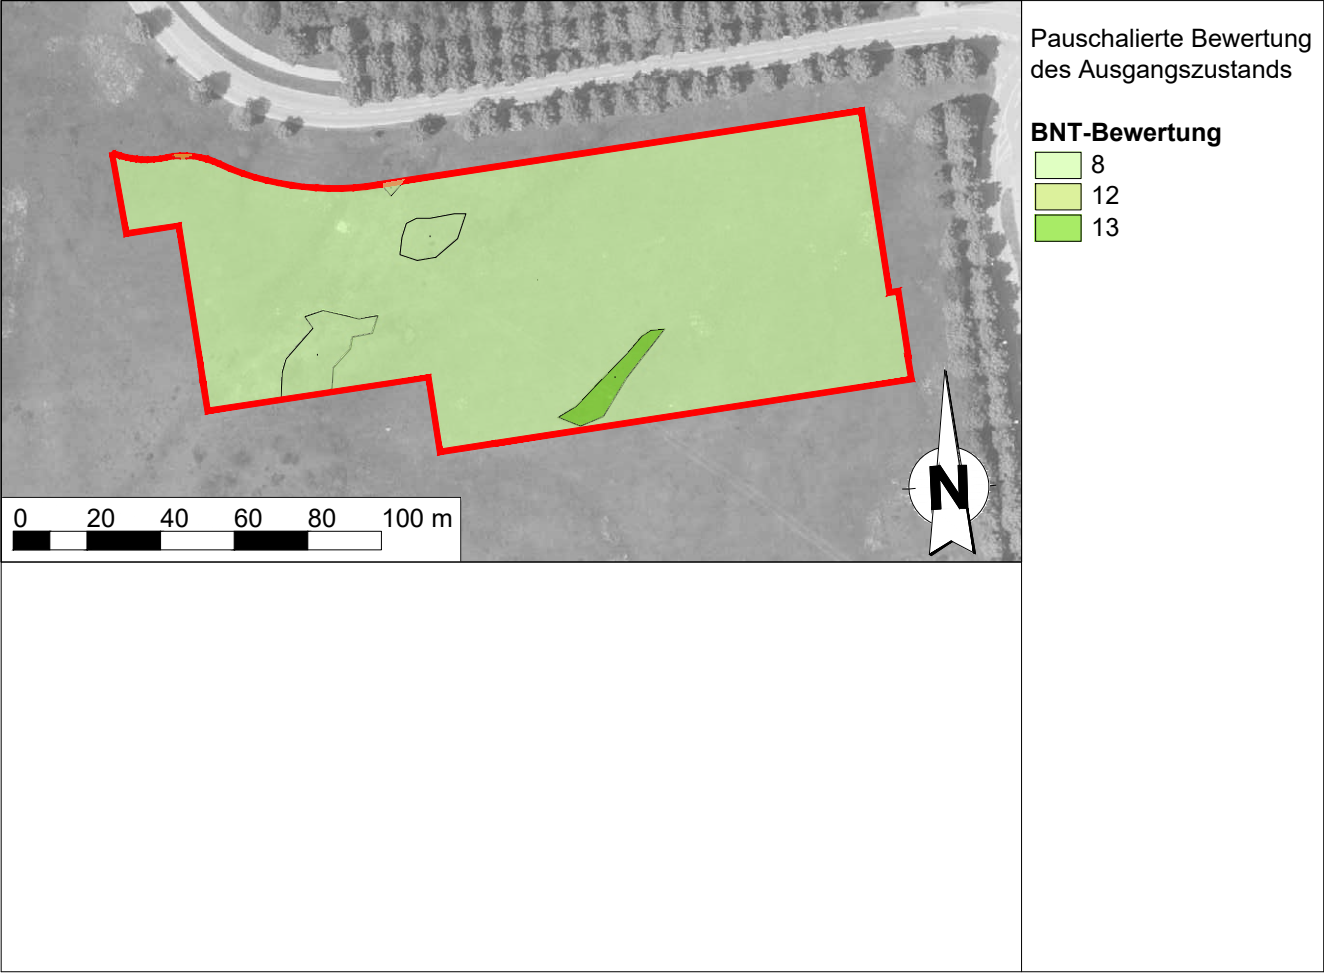 Pauschalierte Bewertung
des Ausgangszustands
BNT-Bewertung
8
12
13
N
0 20 40 60 80 100 m